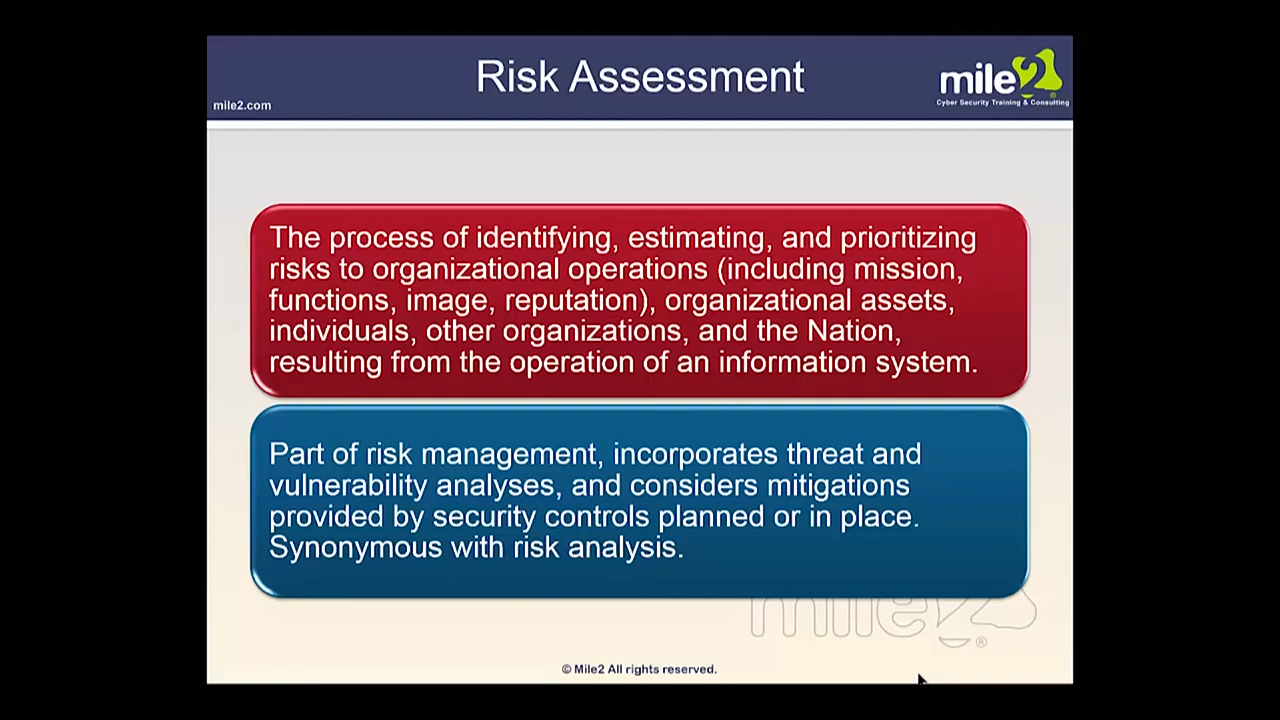 Risk Assessment
mile2
Cyber Security Training & Consulting
mile2.com
The process of identifying, estimating, and prioritizing
risks to organizational operations (including mission,
functions, image, reputation), organizational assets,
individuals, other organizations, and the Nation,
resulting from the operation of an information system.
Part of risk management, incorporates threat and
vulnerability analyses, and considers mitigations
provided by security controls planned or in place.
Synonymous with risk analysis.
mile2®
© Mile2 All rights reserved.